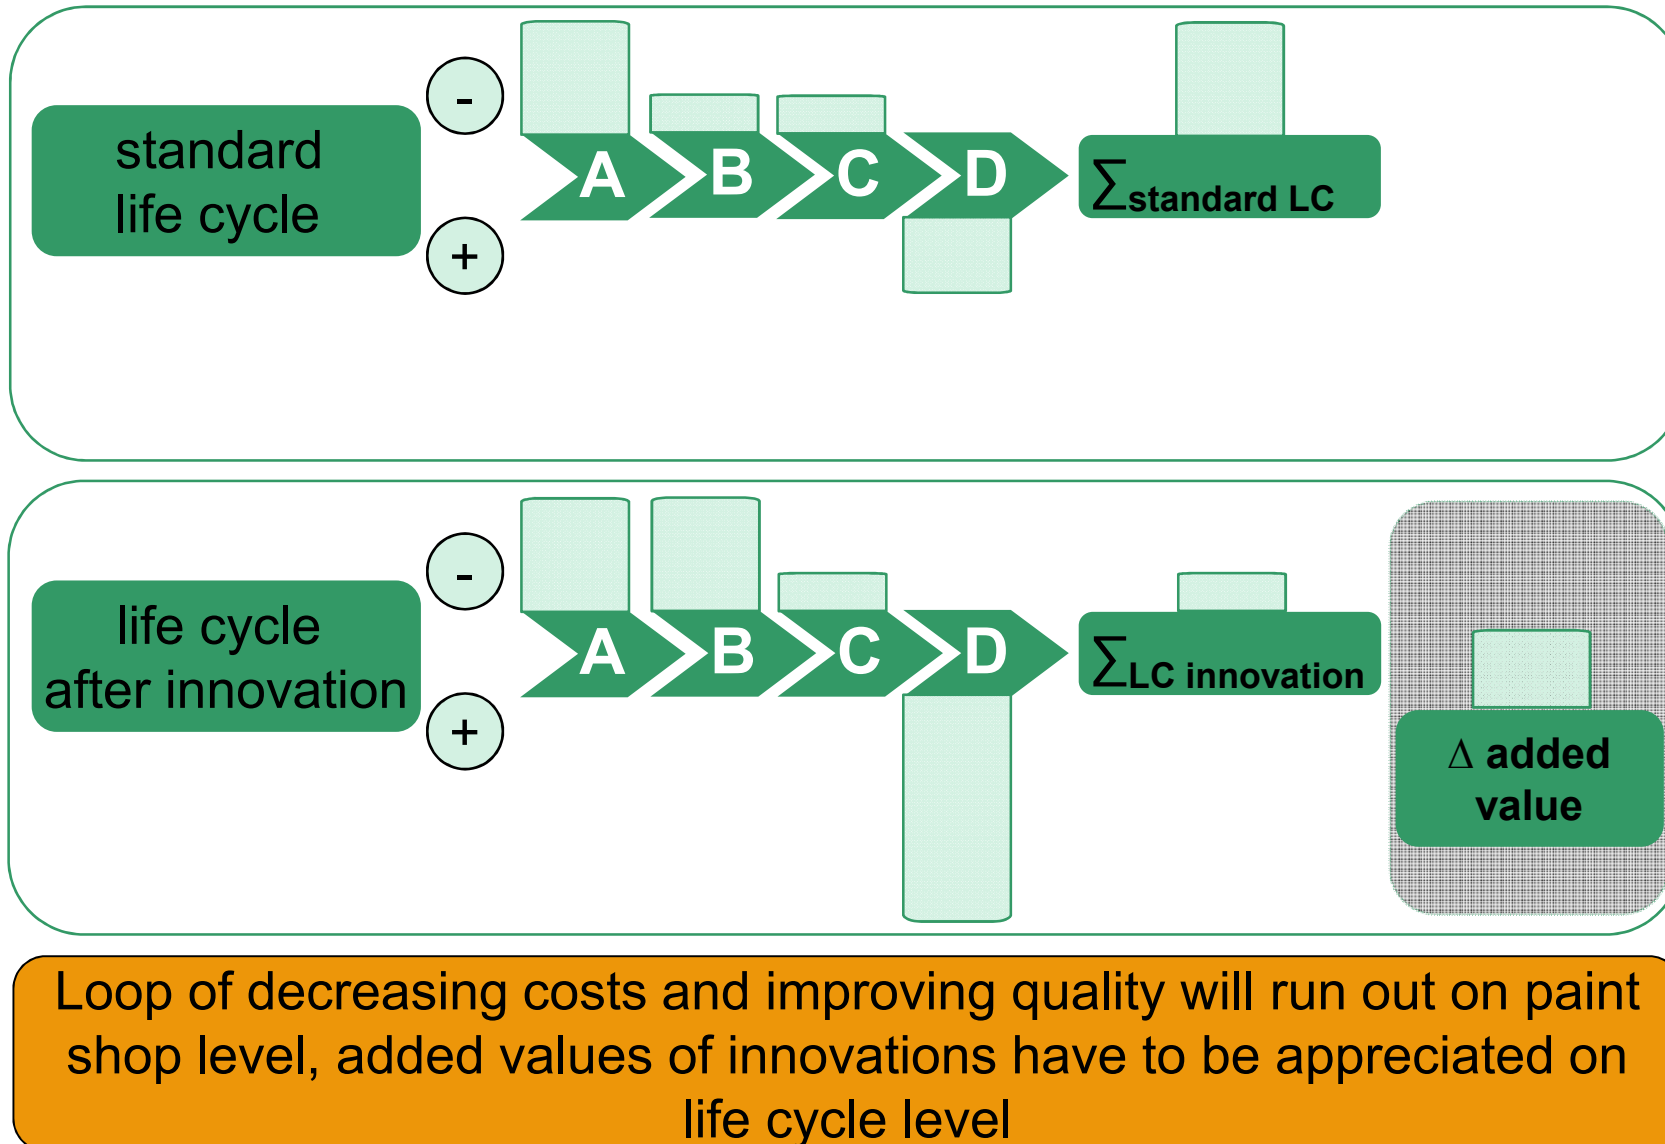 -
standard
life cycle
+
A B C D
∑standard LC
-
life cycle
after innovation
+
A B C D
∑LC innovation
Δ added
value
Loop of decreasing costs and improving quality will run out on paint
shop level, added values of innovations have to be appreciated on
life cycle level